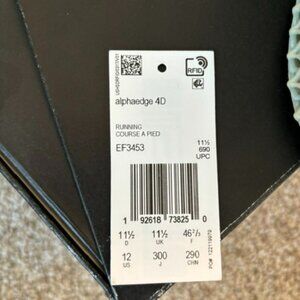 RFID
alphaedge 4D
RUNNING
COURSE A PIED
EF3453
11½
690
UPC
1 92618 73825 0
11½ 11½ 46⅔
D UK F
12 300 290
US J CHN